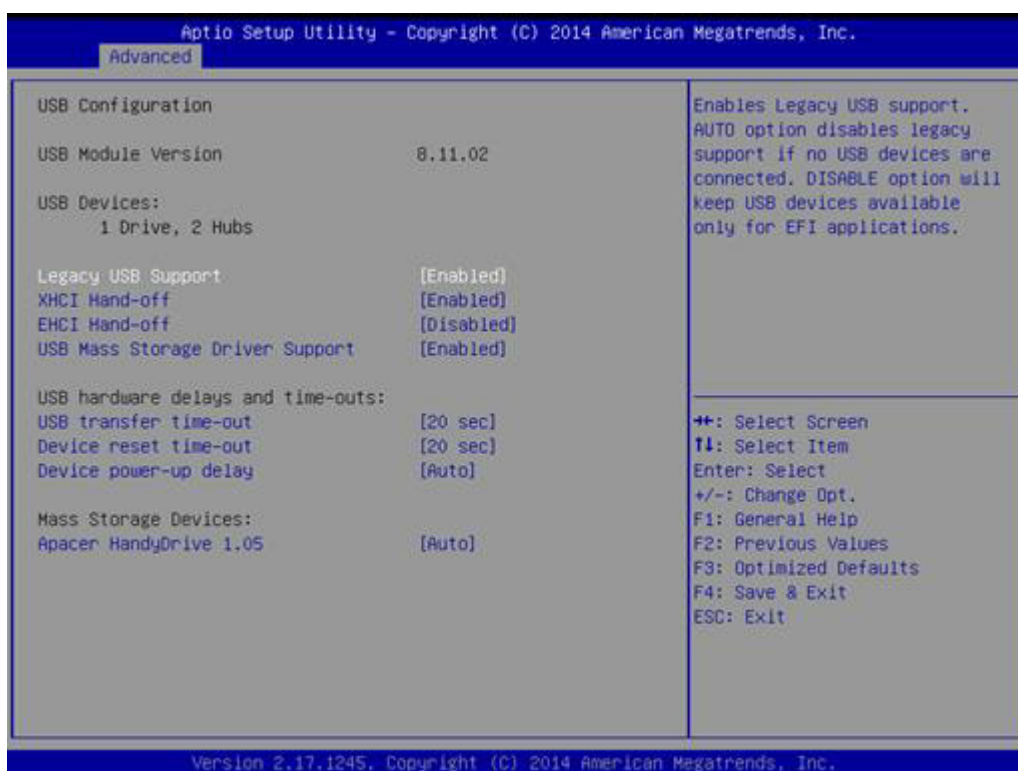 Aptio Setup Utility - Copyright (C) 2014 American Megatrends, Inc.
Advanced
USB Configuration
USB Module Version 8.11.02
USB Devices:
1 Drive, 2 Hubs
Legacy USB Support [Enabled]
XHCI Hand-off [Enabled]
EHCI Hand-off [Disabled]
USB Mass Storage Driver Support [Enabled]
USB hardware delays and time-outs:
USB transfer time-out [20 sec]
Device reset time-out [20 sec]
Device power-up delay [Auto]
Mass Storage Devices:
Apacer HandyDrive 1.05 [Auto]
Enables Legacy USB support.
AUTO option disables legacy
support if no USB devices are
connected. DISABLE option will
keep USB devices available
only for EFI applications.
→←: Select Screen
↑↓: Select Item
Enter: Select
+/-: Change Opt.
F1: General Help
F2: Previous Values
F3: Optimized Defaults
F4: Save & Exit
ESC: Exit
Version 2.17.1245. Copyright (C) 2014 American Megatrends, Inc.